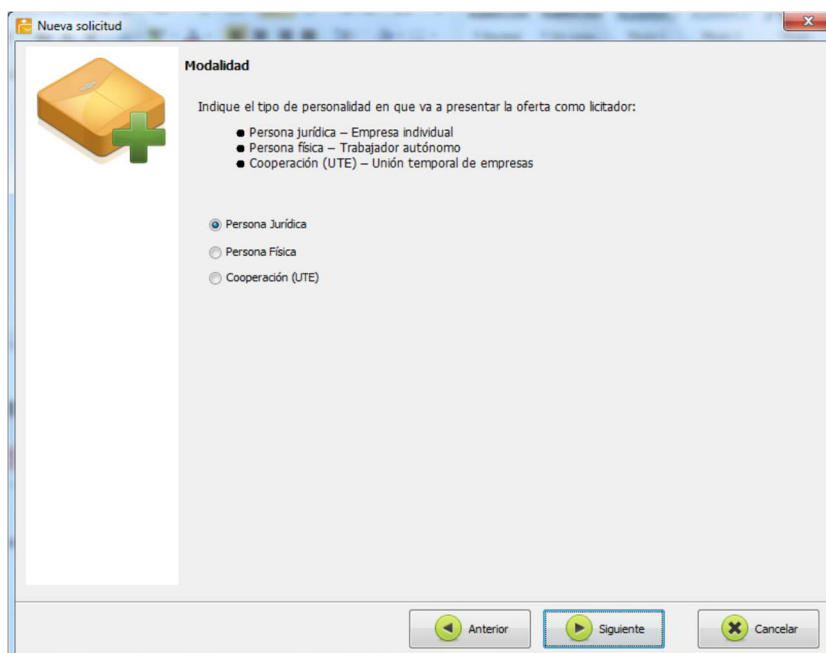 Nueva solicitud
Modalidad
Indique el tipo de personalidad en que va a presentar la oferta como licitador:
● Persona jurídica – Empresa individual
● Persona física – Trabajador autónomo
● Cooperación (UTE) – Unión temporal de empresas
Persona Jurídica
Persona Física
Cooperación (UTE)
Anterior
Siguiente
Cancelar